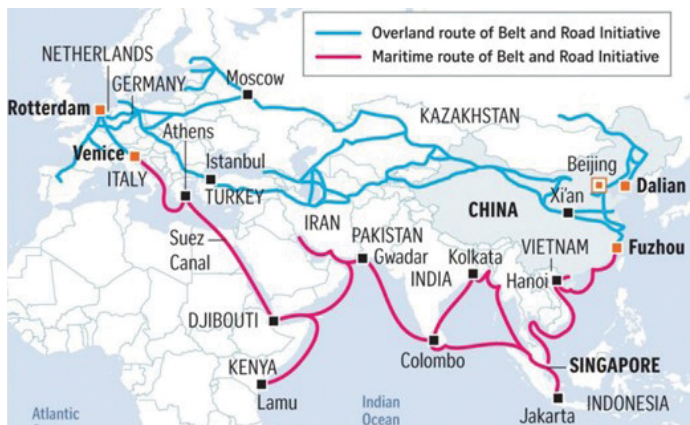 Overland route of Belt and Road Initiative
Maritime route of Belt and Road Initiative
NETHERLANDS
GERMANY
Moscow
Rotterdam
KAZAKHSTAN
Athens
Venice
Istanbul
Beijing
ITALY
TURKEY
Xi'an
Dalian
CHINA
IRAN
Suez
Canal
PAKISTAN
Gwadar
Kolkata
VIETNAM
Fuzhou
INDIA
Hanoi
DJIBOUTI
KENYA
Colombo
SINGAPORE
Lamu
Jakarta
INDONESIA
Atlantic
Indian
Ocean